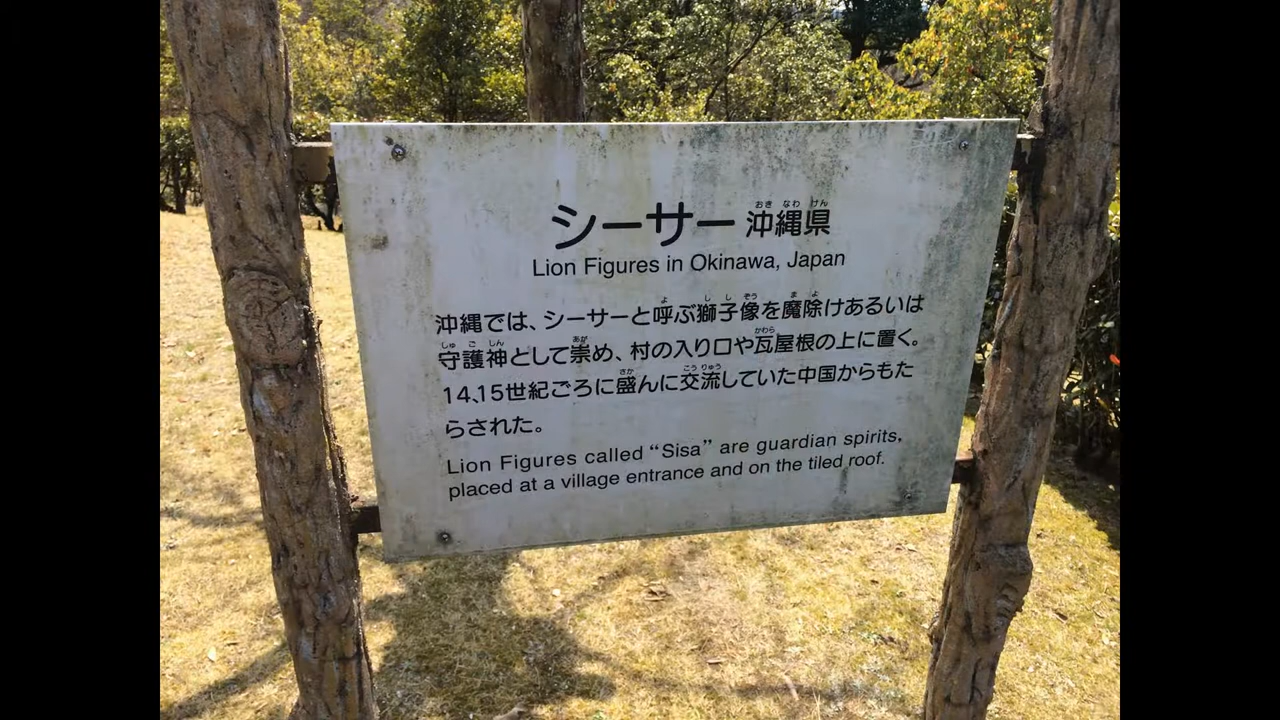 シーサー 沖縄県
Lion Figures in Okinawa, Japan
沖縄では、シーサーと呼ぶ獅子像を魔除けあるいは
守護神として崇め、村の入り口や瓦屋根の上に置く。
14、15世紀ごろに盛んに交流していた中国からもた
らされた。
Lion Figures called “Sisa” are guardian spirits,
placed at a village entrance and on the tiled roof.